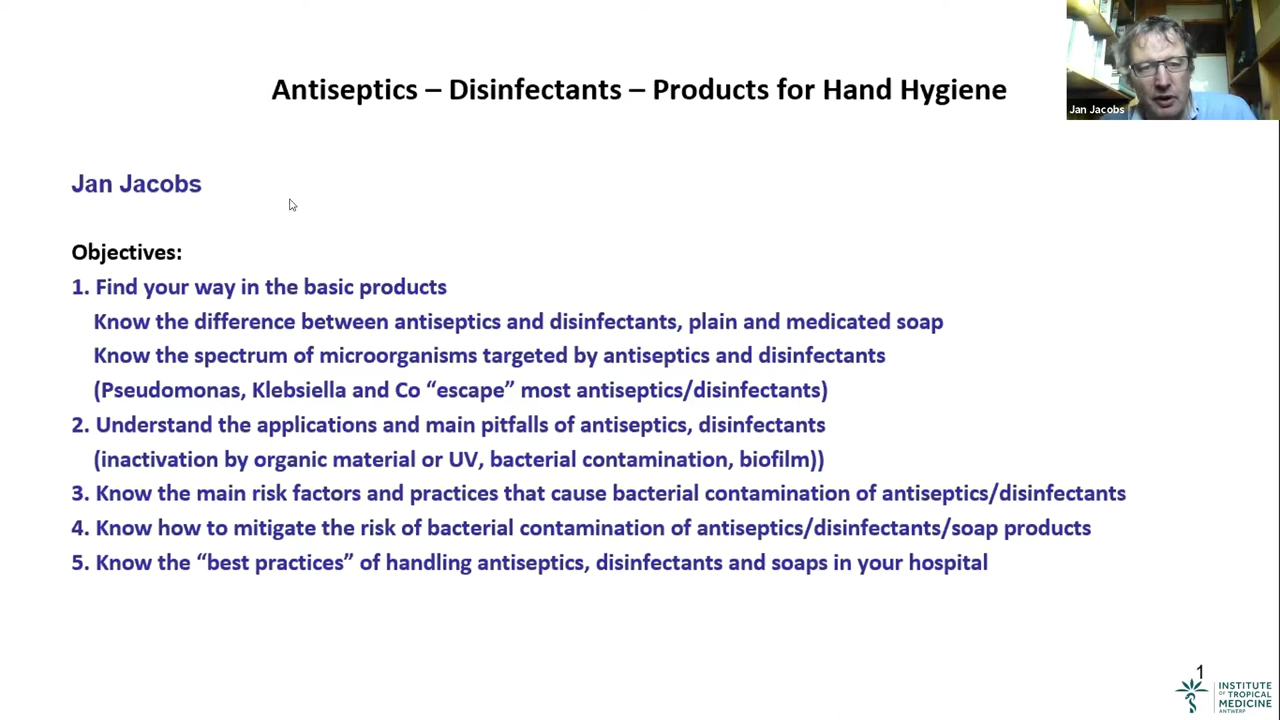 Antiseptics – Disinfectants – Products for Hand Hygiene
Jan Jacobs
Jan Jacobs
Objectives:
1. Find your way in the basic products
Know the difference between antiseptics and disinfectants, plain and medicated soap
Know the spectrum of microorganisms targeted by antiseptics and disinfectants
(Pseudomonas, Klebsiella and Co “escape” most antiseptics/disinfectants)
2. Understand the applications and main pitfalls of antiseptics, disinfectants
(inactivation by organic material or UV, bacterial contamination, biofilm))
3. Know the main risk factors and practices that cause bacterial contamination of antiseptics/disinfectants
4. Know how to mitigate the risk of bacterial contamination of antiseptics/disinfectants/soap products
5. Know the “best practices” of handling antiseptics, disinfectants and soaps in your hospital
1
INSTITUTE
OF TROPICAL
MEDICINE
ANTWERP